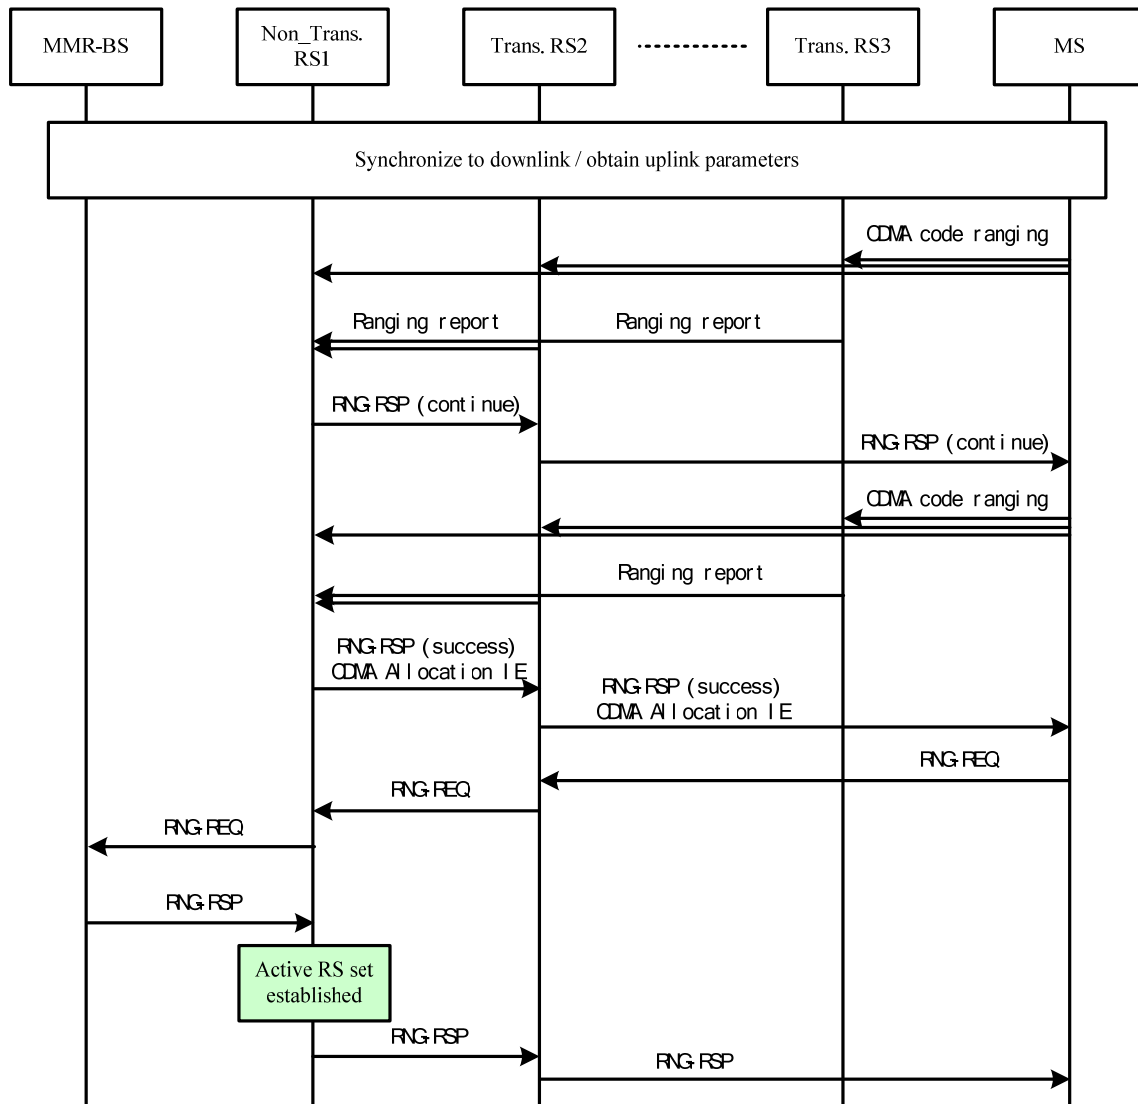 MMR-BS
Non_Trans.
RS1
Trans. RS2
Trans. RS3
MS
Synchronize to downlink / obtain uplink parameters
CDMA code ranging
Ranging report
Ranging report
RNG-RSP (continue)
RNG-RSP (continue)
CDMA code ranging
Ranging report
RNG-RSP (success)
CDMA Allocation IE
RNG-RSP (success)
CDMA Allocation IE
RNG-REQ
RNG-REQ
RNG-REQ
RNG-RSP
Active RS set
established
RNG-RSP
RNG-RSP